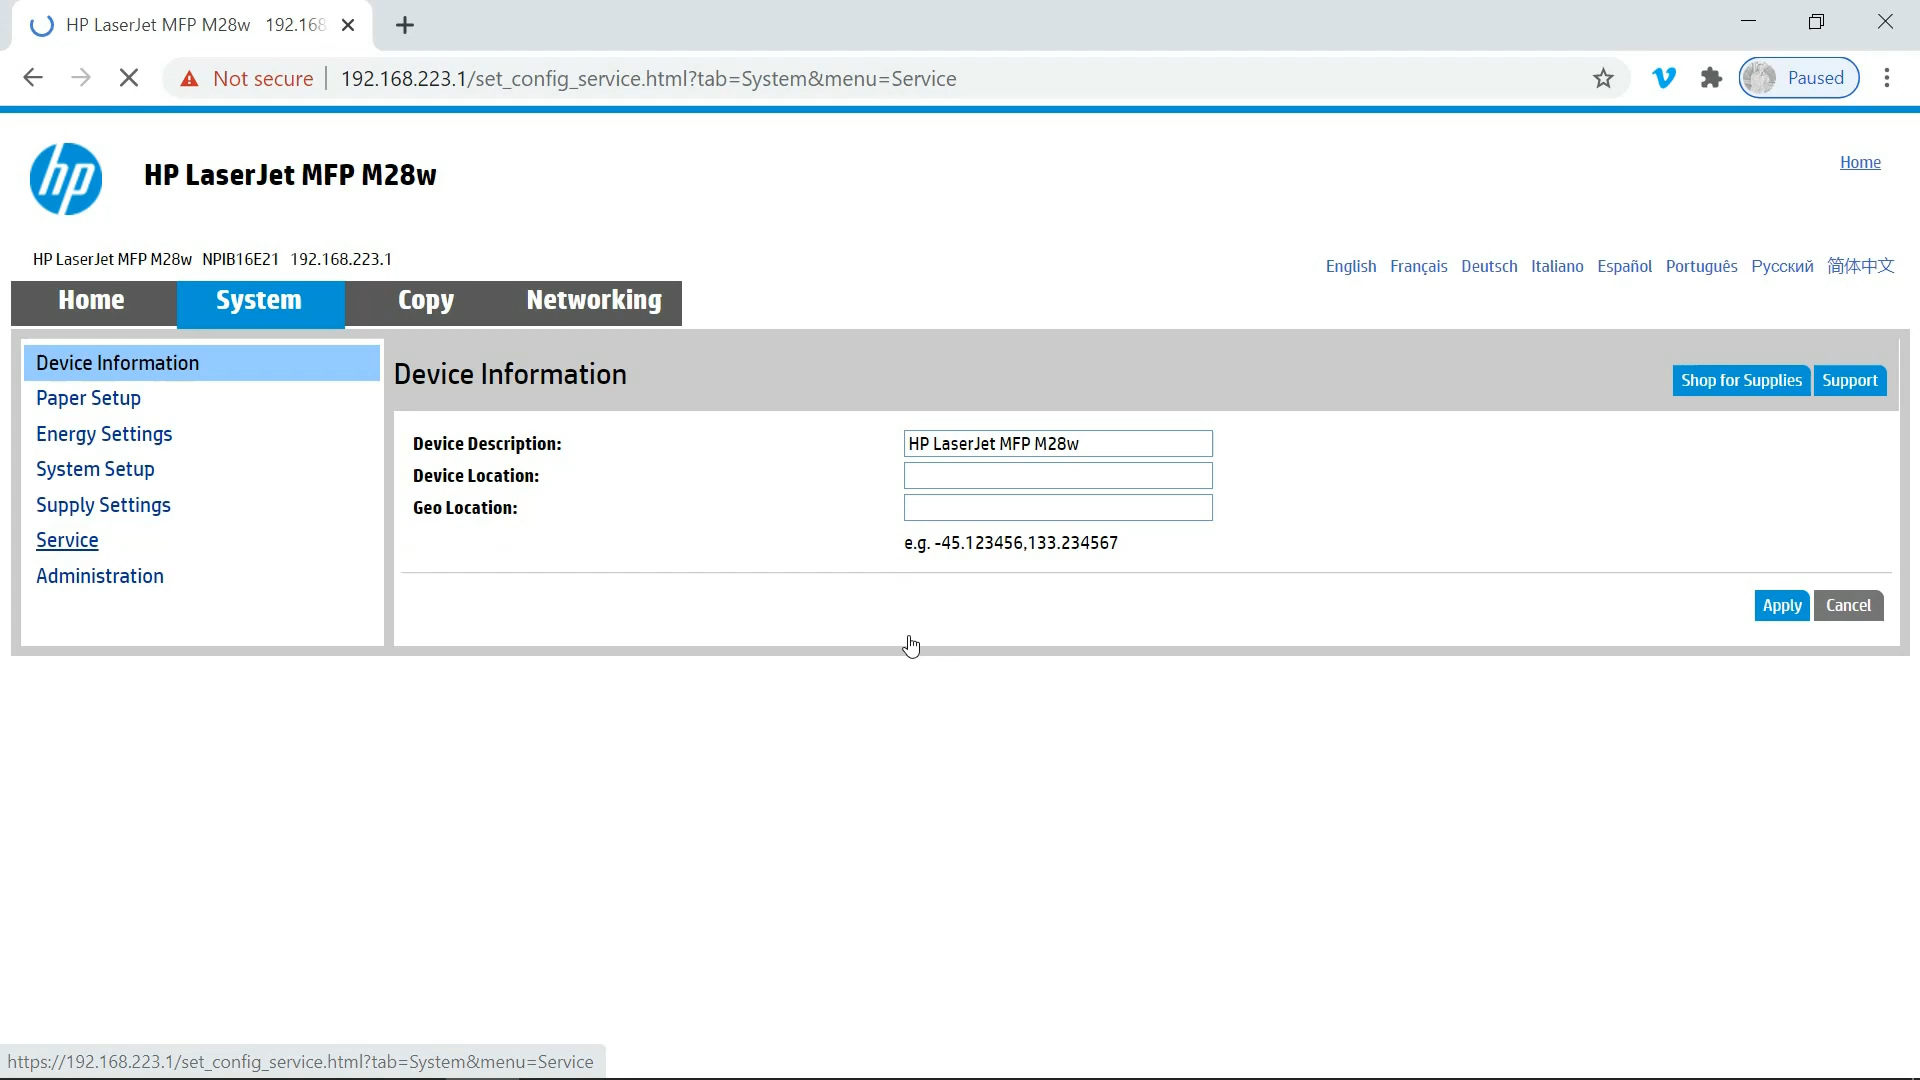 HP LaserJet MFP M28w 192.168
Not secure 192.168.223.1/set_config_service.html?tab=System&menu=Service
Paused
hp
HP LaserJet MFP M28w
Home
HP LaserJet MFP M28w NPIB16E21 192.168.223.1
English Français Deutsch Italiano Español Português Русский 简体中文
Home System Copy Networking
Device Information
Paper Setup
Energy Settings
System Setup
Supply Settings
Service
Administration
Device Information
Shop for Supplies Support
Device Description: HP LaserJet MFP M28w
Device Location:
Geo Location:
e.g. -45.123456,133.234567
Apply Cancel
https://192.168.223.1/set_config_service.html?tab=System&menu=Service